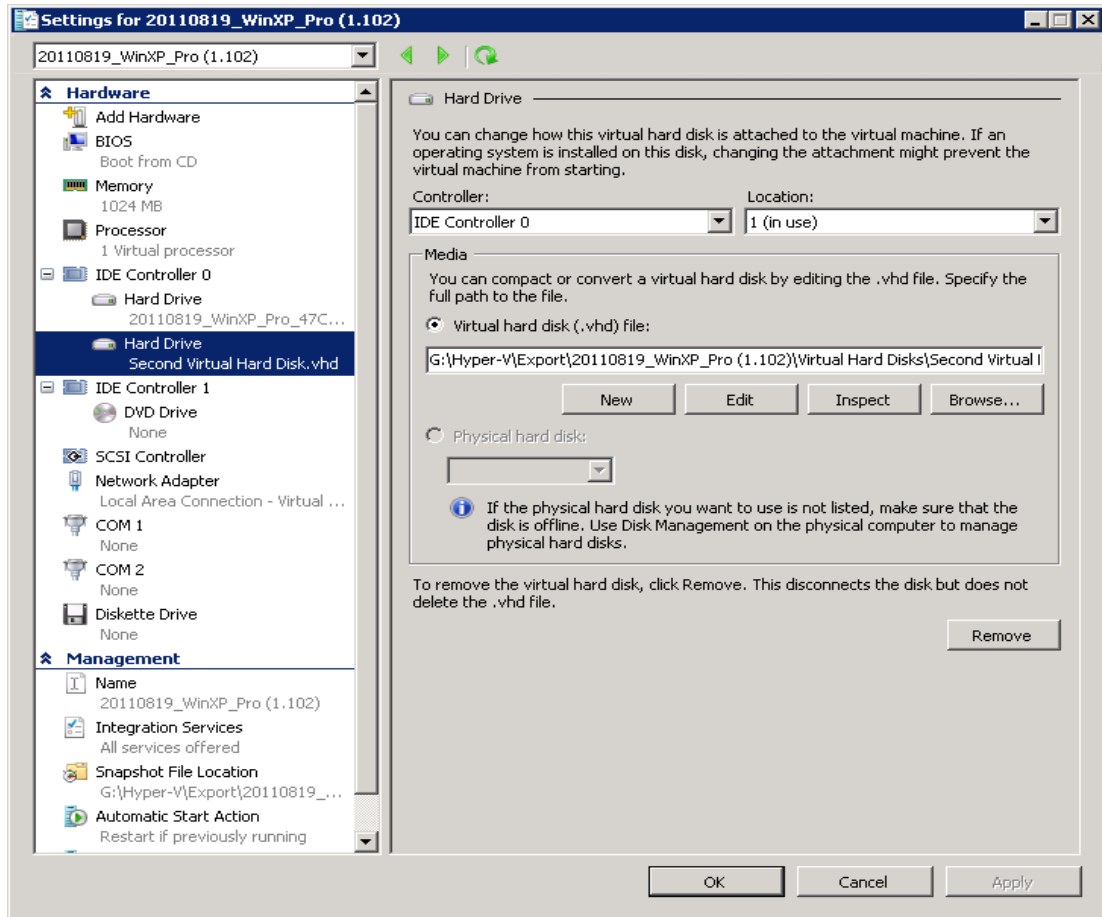 Settings for 20110819_WinXP_Pro (1.102)
20110819_WinXP_Pro (1.102)
Hardware
Add Hardware
BIOS
Boot from CD
Memory
1024 MB
Processor
1 Virtual processor
IDE Controller 0
Hard Drive
20110819_WinXP_Pro_47C...
Hard Drive
Second Virtual Hard Disk.vhd
IDE Controller 1
DVD Drive
None
SCSI Controller
Network Adapter
Local Area Connection - Virtual ...
COM 1
None
COM 2
None
Diskette Drive
None
Management
Name
20110819_WinXP_Pro (1.102)
Integration Services
All services offered
Snapshot File Location
G:\Hyper-V\Export\20110819_...
Automatic Start Action
Restart if previously running
Hard Drive
You can change how this virtual hard disk is attached to the virtual machine. If an
operating system is installed on this disk, changing the attachment might prevent the
virtual machine from starting.
Controller: Location:
IDE Controller 0 1 (in use)
Media
You can compact or convert a virtual hard disk by editing the .vhd file. Specify the
full path to the file.
Virtual hard disk (.vhd) file:
G:\Hyper-V\Export\20110819_WinXP_Pro (1.102)\Virtual Hard Disks\Second Virtual
New Edit Inspect Browse...
Physical hard disk:
If the physical hard disk you want to use is not listed, make sure that the
disk is offline. Use Disk Management on the physical computer to manage
physical hard disks.
To remove the virtual hard disk, click Remove. This disconnects the disk but does not
delete the .vhd file.
Remove
OK Cancel Apply